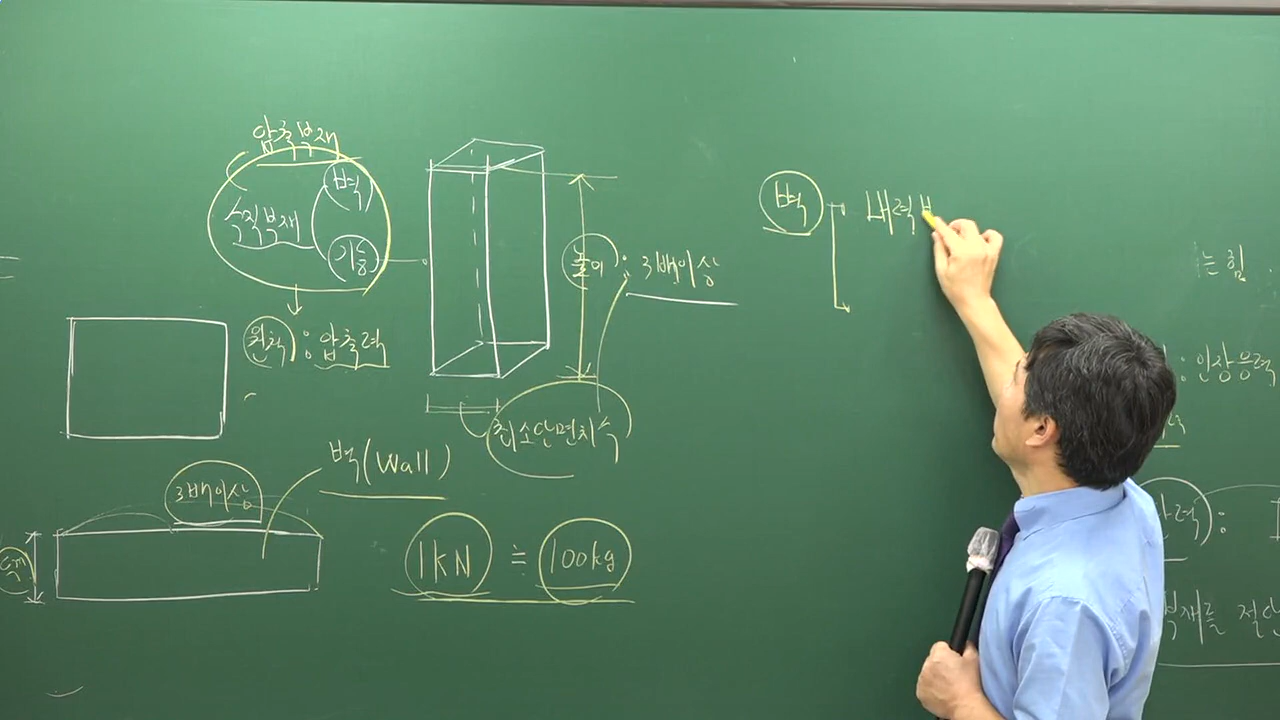 압축부재
벽
수직부재
기둥
원칙 : 압축력
높이 : 3배이상
최소단면치수
3배이상
벽(Wall)
1kN ≒ 100kg
벽
내력
는 힘
: 인장응력
력 :
부재를 절단